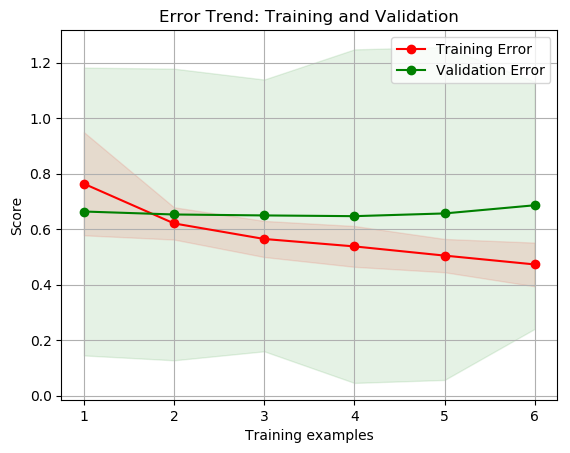 Error Trend: Training and Validation
Training Error
Validation Error
1.2
1.0
0.8
0.6
0.4
0.2
0.0
Score
1 2 3 4 5 6
Training examples